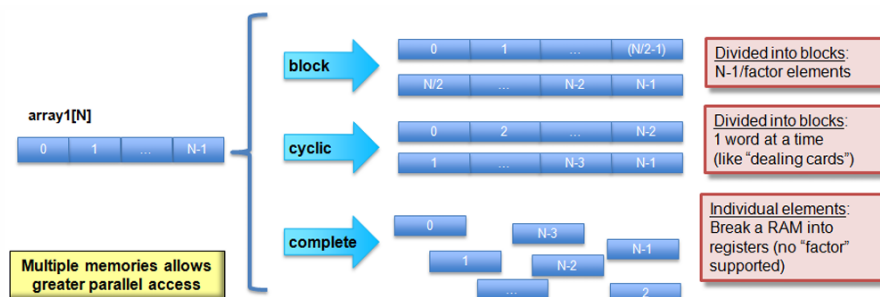 array1[N]
0 1 ... N-1
Multiple memories allows
greater parallel access
block
0 1 ... (N/2-1)
N/2 ... N-2 N-1
Divided into blocks:
N-1/factor elements
cyclic
0 2 ... N-2
1 ... N-3 N-1
Divided into blocks:
1 word at a time
(like “dealing cards”)
complete
0
N-3
N-1
1
N-2
...
2
Individual elements:
Break a RAM into
registers (no “factor”
supported)